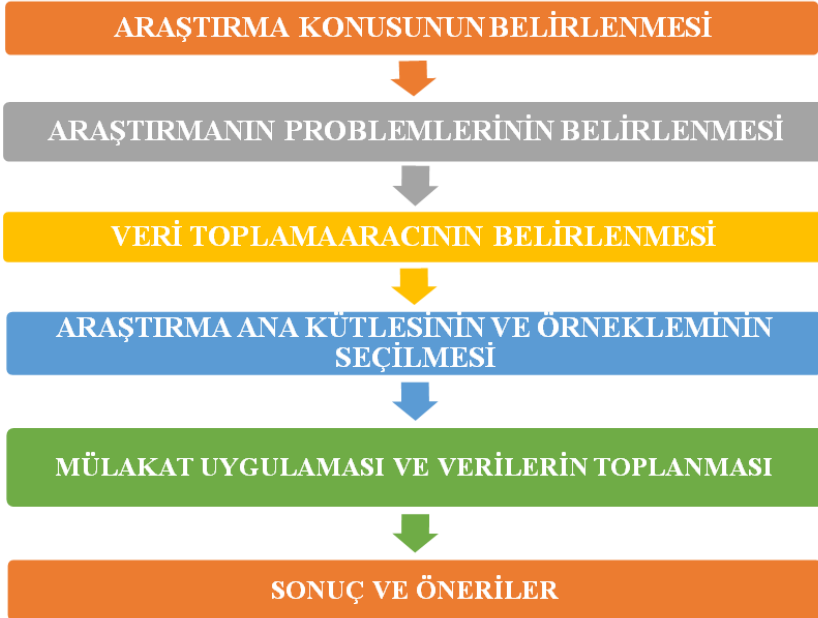 ARAŞTIRMA KONUSUNUN BELİRLENMESİ
ARAŞTIRMANIN PROBLEMLERİNİN BELİRLENMESİ
VERİ TOPLAMAARACININ BELİRLENMESİ
ARAŞTIRMA ANA KÜTLESİNİN VE ÖRNEKLEMİNİN
SEÇİLMESİ
MÜLAKAT UYGULAMASI VE VERİLERİN TOPLANMASI
SONUÇ VE ÖNERİLER